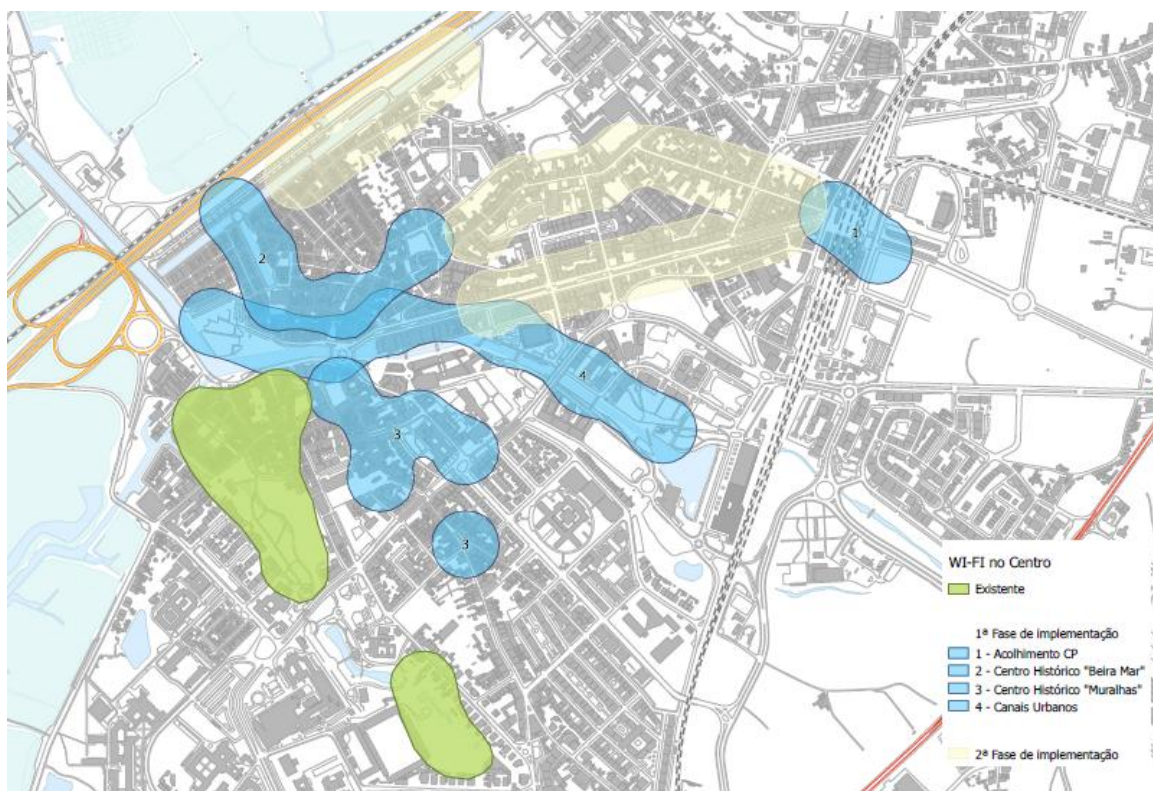 1
2
4
3
3
WI-FI no Centro
Existente
1ª Fase de implementação
1 - Acolhimento CP
2 - Centro Histórico "Beira Mar"
3 - Centro Histórico "Muralhas"
4 - Canais Urbanos
2ª Fase de implementação